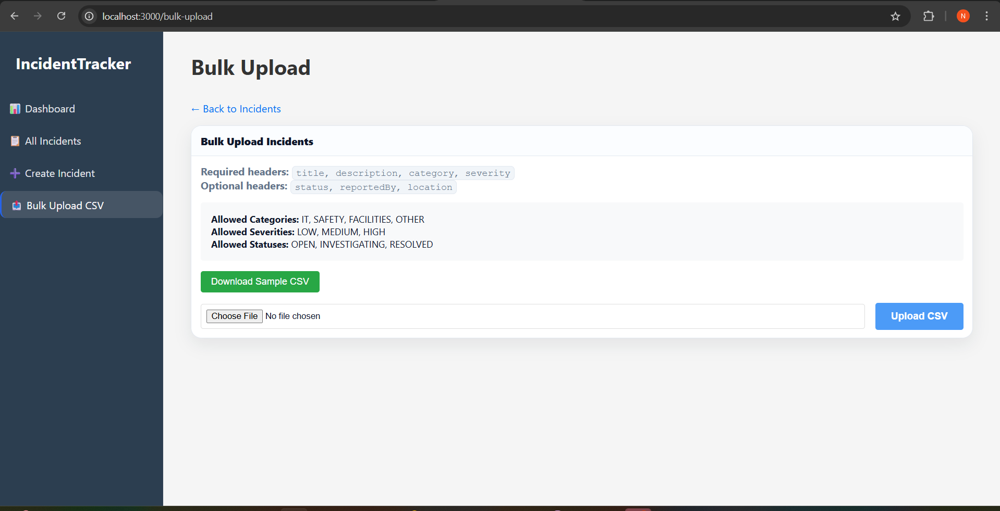 localhost:3000/bulk-upload
N
IncidentTracker
Dashboard
All Incidents
Create Incident
Bulk Upload CSV
Bulk Upload
← Back to Incidents
Bulk Upload Incidents
Required headers: title, description, category, severity
Optional headers: status, reportedBy, location
Allowed Categories: IT, SAFETY, FACILITIES, OTHER
Allowed Severities: LOW, MEDIUM, HIGH
Allowed Statuses: OPEN, INVESTIGATING, RESOLVED
Download Sample CSV
Choose File No file chosen
Upload CSV